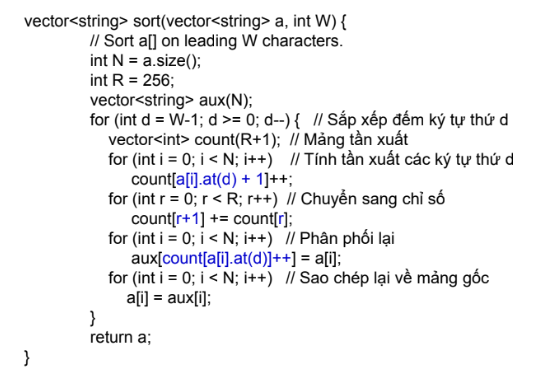 vector<string> sort(vector<string> a, int W) {
// Sort a[] on leading W characters.
int N = a.size();
int R = 256;
vector<string> aux(N);
for (int d = W-1; d >= 0; d--) { // Sắp xếp đếm ký tự thứ d
vector<int> count(R+1); // Mảng tần xuất
for (int i = 0; i < N; i++) // Tính tần xuất các ký tự thứ d
count[a[i].at(d) + 1]++;
for (int r = 0; r < R; r++) // Chuyển sang chỉ số
count[r+1] += count[r];
for (int i = 0; i < N; i++) // Phân phối lại
aux[count[a[i].at(d)]++] = a[i];
for (int i = 0; i < N; i++) // Sao chép lại về mảng gốc
a[i] = aux[i];
}
return a;
}